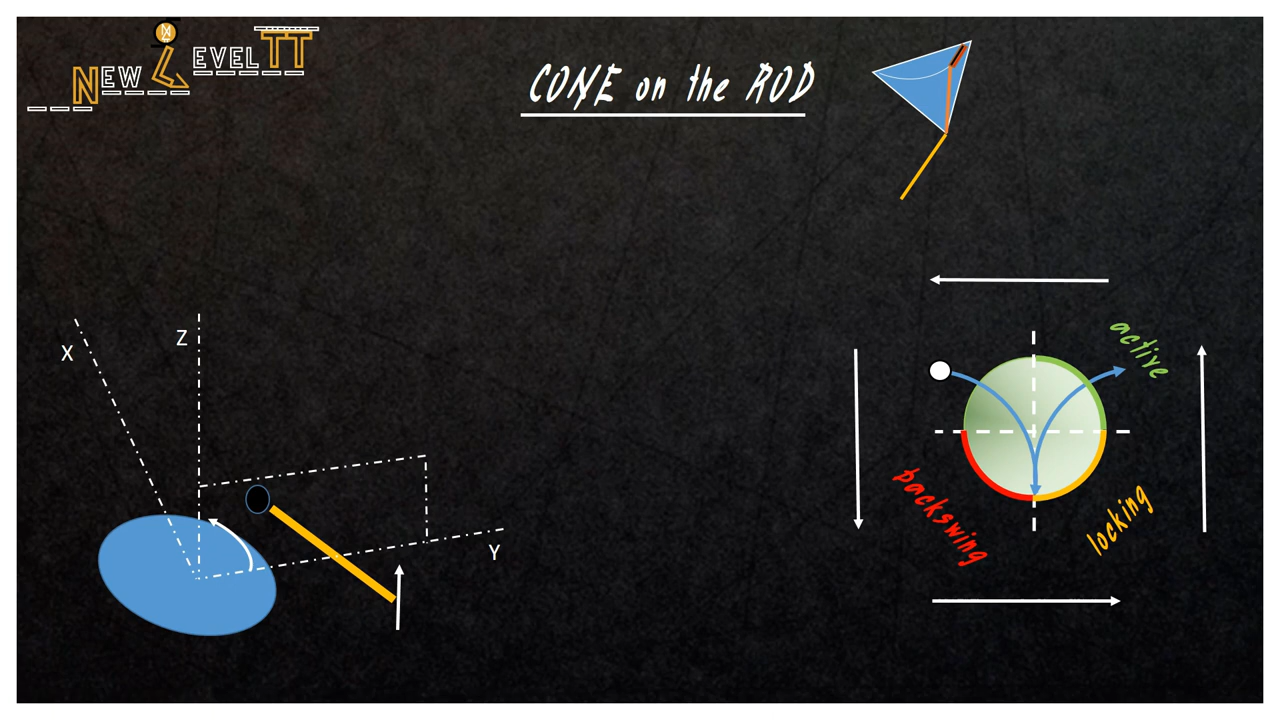 NEW LEVEL TT
CONE on the ROD
X
Z
Y
active
backswing
locking